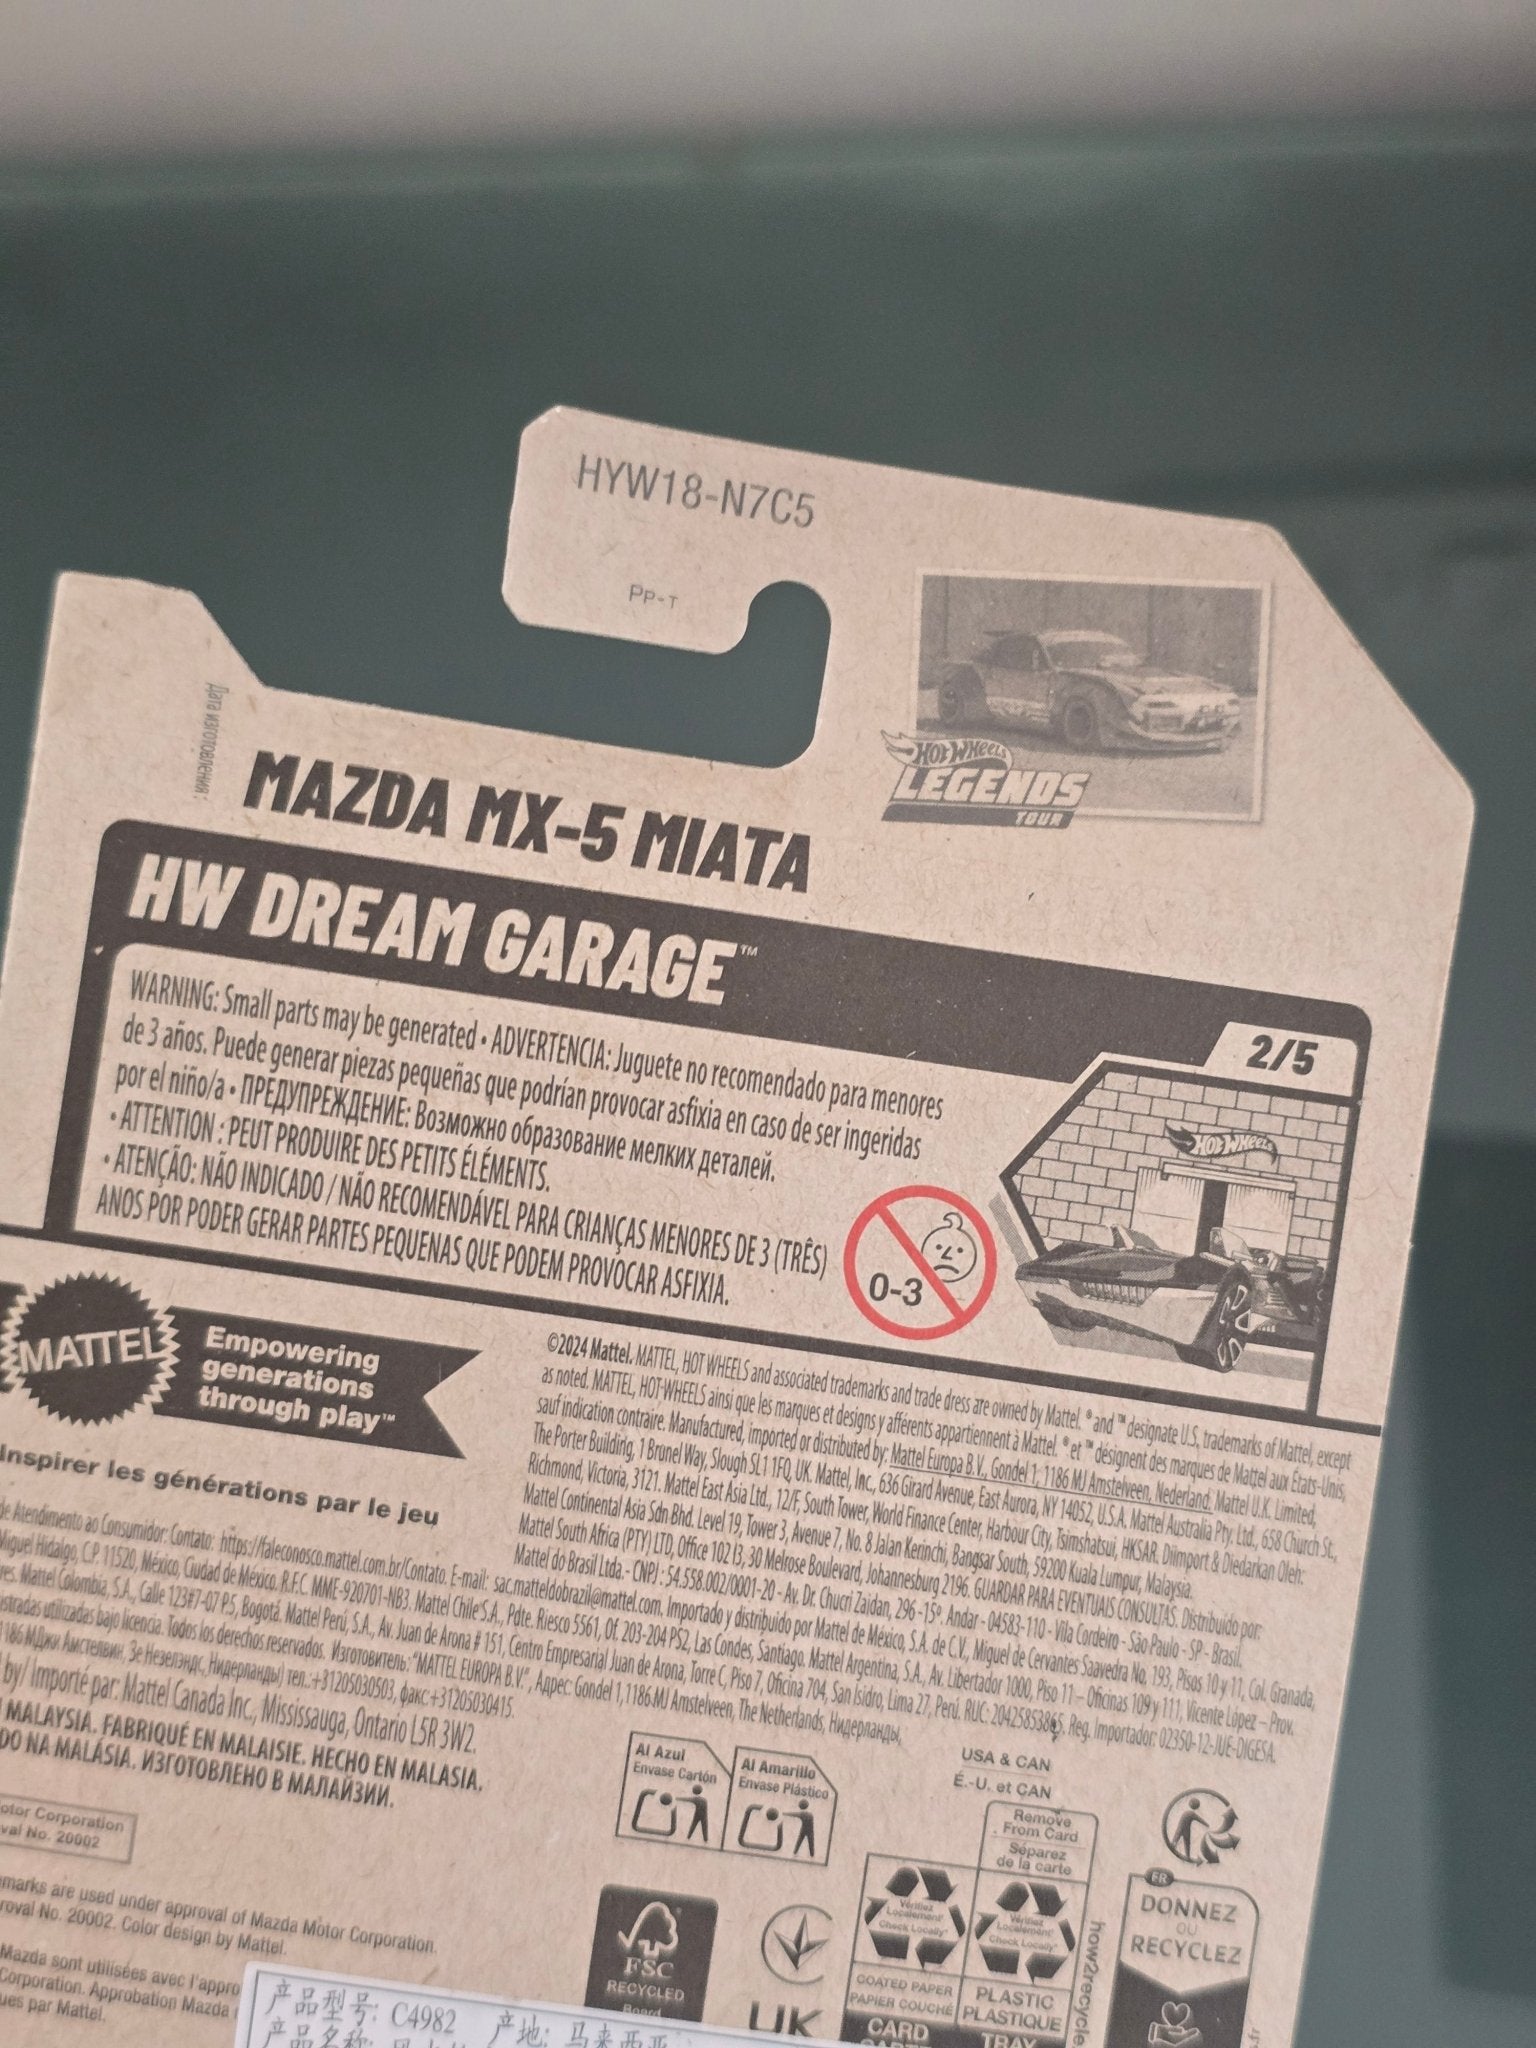 HYW18-N7C5
PP-T
Дата изготовления:
HOT WHEELS
LEGENDS
TOUR
MAZDA MX-5 MIATA
HW DREAM GARAGE™
2/5
WARNING: Small parts may be generated • ADVERTENCIA: Juguete no recomendado para menores
de 3 años. Puede generar piezas pequeñas que podrían provocar asfixia en caso de ser ingeridas
por el niño/a • ПРЕДУПРЕЖДЕНИЕ: Возможно образование мелких деталей.
• ATTENTION : PEUT PRODUIRE DES PETITS ÉLÉMENTS.
• ATENÇÃO: NÃO INDICADO / NÃO RECOMENDÁVEL PARA CRIANÇAS MENORES DE 3 (TRÊS)
ANOS POR PODER GERAR PARTES PEQUENAS QUE PODEM PROVOCAR ASFIXIA.
0-3
HOT WHEELS
MATTEL
Empowering
generations
through play™
Inspirer les générations par le jeu
©2024 Mattel. MATTEL, HOT WHEELS and associated trademarks and trade dress are owned by Mattel. ® and ™ designate U.S. trademarks of Mattel, except
as noted. MATTEL, HOT WHEELS ainsi que les marques et designs y afférents appartiennent à Mattel. ® et ™ désignent des marques de Mattel aux États-Unis,
sauf indication contraire. Manufactured, imported or distributed by: Mattel Europa B.V., Gondel 1, 1186 MJ Amstelveen, Nederland. Mattel U.K. Limited,
The Porter Building, 1 Brunel Way, Slough SL1 1FQ, UK. Mattel, Inc., 636 Girard Avenue, East Aurora, NY 14052, U.S.A. Mattel Australia Pty. Ltd., 658 Church St.,
Richmond, Victoria, 3121. Mattel East Asia Ltd., 12/F, South Tower, World Finance Center, Harbour City, Tsimshatsui, HKSAR. Diimport & Diedarkan Oleh:
Mattel Continental Asia Sdn Bhd. Level 19, Tower 3, Avenue 7, No. 8 Jalan Kerinchi, Bangsar South, 59200 Kuala Lumpur, Malaysia.
Mattel South Africa (PTY) LTD, Office 102 I3, 30 Melrose Boulevard, Johannesburg 2196. GUARDAR PARA EVENTUAIS CONSULTAS. Distribuido por:
Mattel do Brasil Ltda.- CNPJ : 54.558.002/0001-20 - Av. Dr. Chucri Zaidan, 296 -15º. Andar - 04583-110 - Vila Cordeiro - São Paulo - SP - Brasil.
de Atendimento ao Consumidor: Contato: https://faleconosco.mattel.com.br/Contato. E-mail: sac.matteldobrazil@mattel.com. Importado y distribuido por Mattel de México, S.A. de C.V., Miguel de Cervantes Saavedra No. 193, Pisos 10 y 11, Col. Granada,
Miguel Hidalgo, C.P. 11520, México, Ciudad de México. R.F.C. MME-920701-NB3. Mattel Chile S.A., Pdte. Riesco 5561, Of. 203-204 PS2, Las Condes, Santiago. Mattel Argentina, S.A., Av. Libertador 1000, Piso 11 – Oficinas 109 y 111, Vicente López – Prov.
Mattel Colombia, S.A., Calle 123#7-07 P.5, Bogotá. Mattel Perú, S.A., Av. Juan de Arona # 151, Centro Empresarial Juan de Arona, Torre C, Piso 7, Oficina 704, San Isidro, Lima 27, Perú. RUC: 20425853865. Reg. Importador: 02350-12-JUE-DIGESA.
utilizadas bajo licencia. Todos los derechos reservados. Изготовитель: "MATTEL EUROPA B.V.", Адрес: Gondel 1, 1186 MJ Amstelveen, The Netherlands, Нидерланды,
1186 МДжи Амстелвин, Зе Незелэндс, Нидерланды) тел.:+31205030503, факс+31205030415.
by/ Importé par: Mattel Canada Inc., Mississauga, Ontario L5R 3W2.
MALAYSIA. FABRIQUÉ EN MALAISIE. HECHO EN MALASIA.
DO NA MALÁSIA. ИЗГОТОВЛЕНО В МАЛАЙЗИИ.
Corporation
No. 20002
marks are used under approval of Mazda Motor Corporation.
No. 20002. Color design by Mattel.
Mazda sont utilisées avec l'appro
Corporation. Approbation Mazda
par Mattel.
Al Azul
Envase Cartón
Al Amarillo
Envase Plástico
USA & CAN
É.-U. et CAN
Remove
From Card
Séparez
de la carte
Vérifiez
Localement*
Check Locally*
Vérifiez
Localement*
Check Locally*
COATED PAPER
PAPIER COUCHÉ
PLASTIC
PLASTIQUE
CARD
TRAY
how2recycle.
FR
DONNEZ
OU
RECYCLEZ
FSC
RECYCLED
Board
UK
产品型号: C4982 产地: 马来西亚
产品名称: